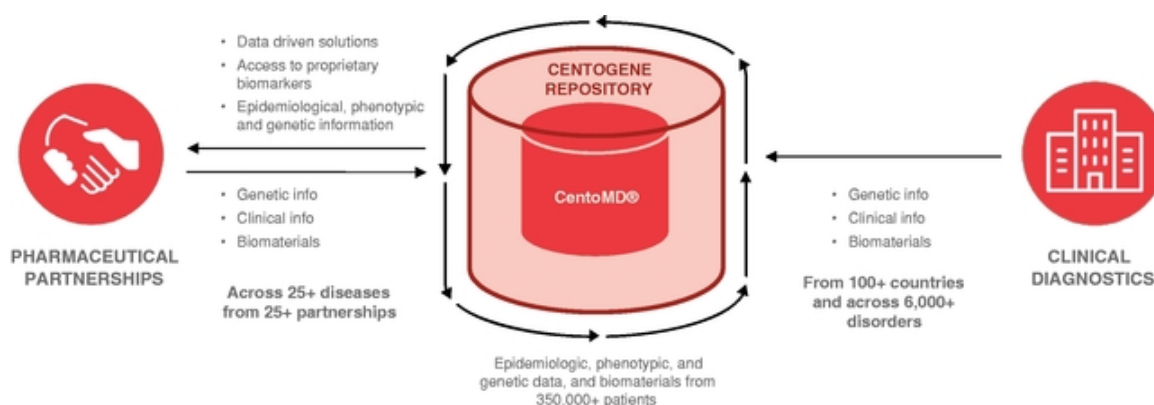 • Data driven solutions
• Access to proprietary
biomarkers
• Epidemiological, phenotypic
and genetic information
• Genetic info
• Clinical info
• Biomaterials
PHARMACEUTICAL
PARTNERSHIPS
Across 25+ diseases
from 25+ partnerships
CENTOGENE
REPOSITORY
CentoMD®
Epidemiologic, phenotypic, and
genetic data, and biomaterials from
350,000+ patients
• Genetic info
• Clinical info
• Biomaterials
From 100+ countries
and across 6,000+
disorders
CLINICAL
DIAGNOSTICS